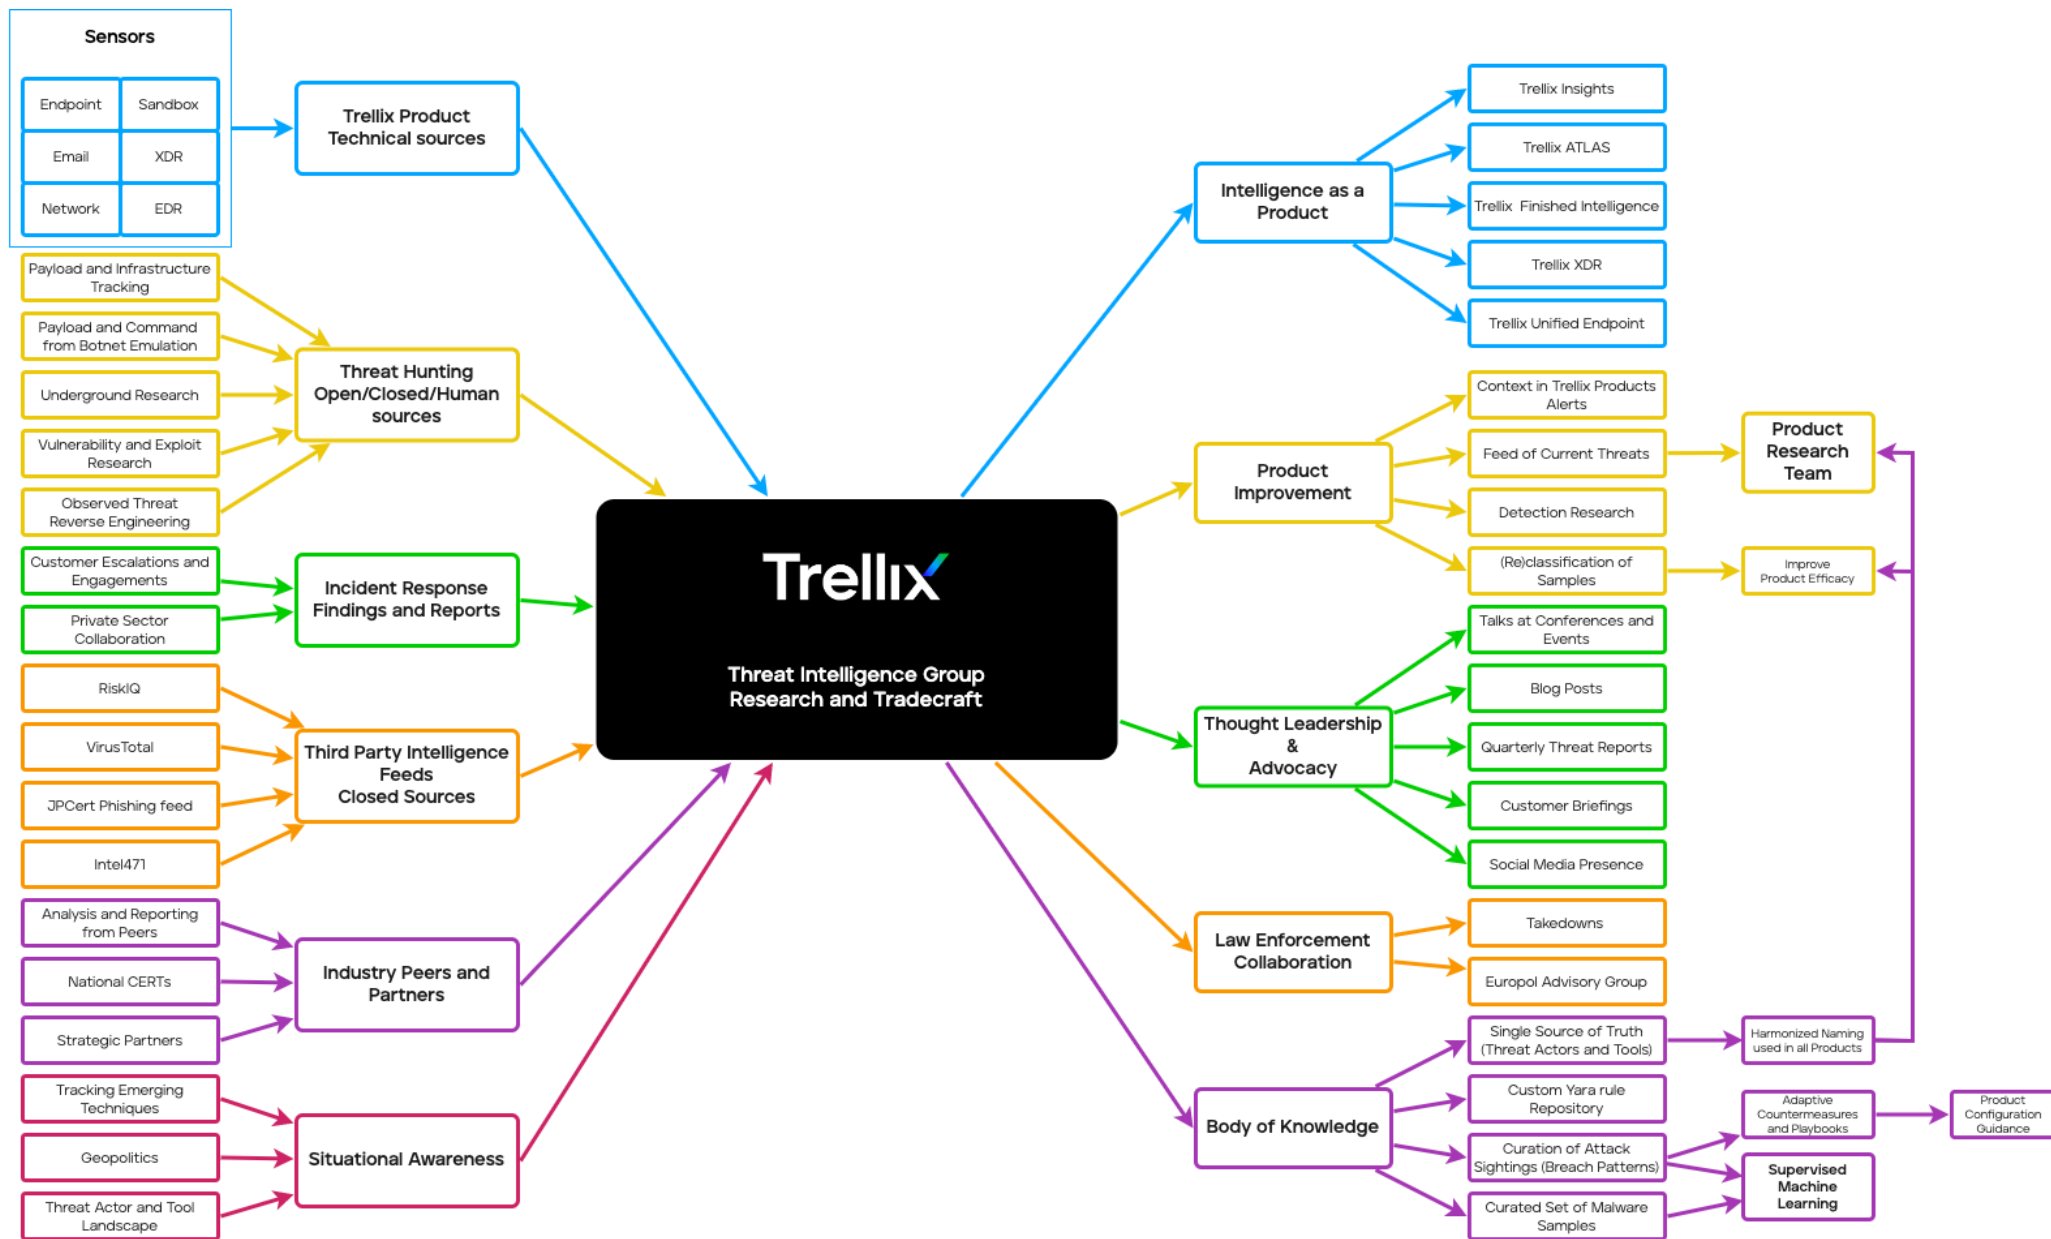 Sensors
Endpoint
Sandbox
Email
XDR
Network
EDR
Trellix Product
Technical sources
Payload and Infrastructure
Tracking
Payload and Command
from Botnet Emulation
Underground Research
Vulnerability and Exploit
Research
Observed Threat
Reverse Engineering
Threat Hunting
Open/Closed/Human
sources
Customer Escalations and
Engagements
Private Sector
Collaboration
Incident Response
Findings and Reports
RiskIQ
VirusTotal
JPCert Phishing feed
Intel471
Third Party Intelligence
Feeds
Closed Sources
Analysis and Reporting
from Peers
National CERTs
Strategic Partners
Industry Peers and
Partners
Tracking Emerging
Techniques
Geopolitics
Threat Actor and Tool
Landscape
Situational Awareness
Trellix
Threat Intelligence Group
Research and Tradecraft
Intelligence as a
Product
Trellix Insights
Trellix ATLAS
Trellix Finished Intelligence
Trellix XDR
Trellix Unified Endpoint
Product
Improvement
Context in Trellix Products
Alerts
Feed of Current Threats
Detection Research
(Re)classification of
Samples
Product
Research
Team
Improve
Product Efficacy
Thought Leadership
&
Advocacy
Talks at Conferences and
Events
Blog Posts
Quarterly Threat Reports
Customer Briefings
Social Media Presence
Law Enforcement
Collaboration
Takedowns
Europol Advisory Group
Body of Knowledge
Single Source of Truth
(Threat Actors and Tools)
Custom Yara rule
Repository
Curation of Attack
Sightings (Breach Patterns)
Curated Set of Malware
Samples
Harmonized Naming
used in all Products
Adaptive
Countermeasures
and Playbooks
Supervised
Machine
Learning
Product
Configuration
Guidance